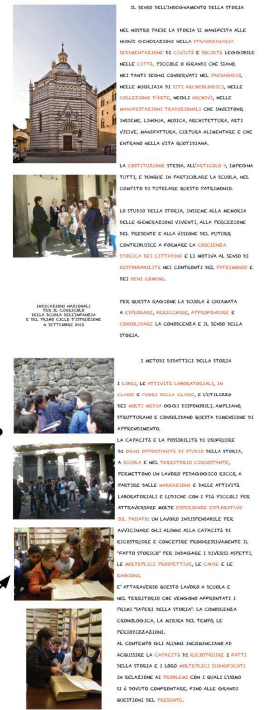 IL SENSO DELL'INSEGNAMENTO DELLA STORIA
NEL NOSTRO PAESE LA STORIA SI MANIFESTA ALLE
NUOVE GENERAZIONI NELLA STRAORDINARIA
SEDIMENTAZIONE DI CIVILTÀ E SOCIETÀ LEGGIBILE
NELLE CITTÀ, PICCOLE O GRANDI CHE SIANO,
NEI TANTI SEGNI CONSERVATI NEL PAESAGGIO,
NELLE MIGLIAIA DI SITI ARCHEOLOGICI, NELLE
COLLEZIONI D'ARTE, NEGLI ARCHIVI, NELLE
MANIFESTAZIONI TRADIZIONALI CHE INVESTONO,
INSIEME, LINGUA, MUSICA, ARCHITETTURA, ARTI
VISIVE, MANIFATTURA, CULTURA ALIMENTARE E CHE
ENTRANO NELLA VITA QUOTIDIANA.
LA COSTITUZIONE STESSA, ALL'ARTICOLO 9, IMPEGNA
TUTTI, E DUNQUE IN PARTICOLARE LA SCUOLA, NEL
COMPITO DI TUTELARE QUESTO PATRIMONIO.
LO STUDIO DELLA STORIA, INSIEME ALLA MEMORIA
DELLE GENERAZIONI VIVENTI, ALLA PERCEZIONE
DEL PRESENTE E ALLA VISIONE DEL FUTURO,
CONTRIBUISCE A FORMARE LA COSCIENZA
STORICA DEI CITTADINI E LI MOTIVA AL SENSO DI
RESPONSABILITÀ NEI CONFRONTI DEL PATRIMONIO E
DEI BENI COMUNI.
PER QUESTA RAGIONE LA SCUOLA È CHIAMATA
A ESPLORARE, ARRICCHIRE, APPROFONDIRE E
CONSOLIDARE LA CONOSCENZA E IL SENSO DELLA
STORIA.
INDICAZIONI NAZIONALI
PER IL CURRICOLO
DELLA SCUOLA DELL'INFANZIA
E DEL PRIMO CICLO D'ISTRUZIONE
SETTEMBRE 2012
I METODI DIDATTICI DELLA STORIA
I LIBRI, LE ATTIVITÀ LABORATORIALI, IN
CLASSE E FUORI DELLA CLASSE, E L'UTILIZZO
DEI MOLTI MEDIA OGGI DISPONIBILI, AMPLIANO,
STRUTTURANO E CONSOLIDANO QUESTA DIMENSIONE DI
APPRENDIMENTO.
LA CAPACITÀ E LA POSSIBILITÀ DI USUFRUIRE
DI OGNI OPPORTUNITÀ DI STUDIO DELLA STORIA,
A SCUOLA E NEL TERRITORIO CIRCOSTANTE,
PERMETTONO UN LAVORO PEDAGOGICO RICCO, A
PARTIRE DALLE NARRAZIONI E DALLE ATTIVITÀ
LABORATORIALI E LUDICHE CON I PIÙ PICCOLI PER
ATTRAVERSARE MOLTE ESPERIENZE ESPLORATIVE
SUL PASSATO: UN LAVORO INDISPENSABILE PER
AVVICINARE GLI ALUNNI ALLA CAPACITÀ DI
RICOSTRUIRE E CONCEPIRE PROGRESSIVAMENTE IL
"FATTO STORICO" PER INDAGARE I DIVERSI ASPETTI,
LE MOLTEPLICI PROSPETTIVE, LE CAUSE E LE
RAGIONI.
E' ATTRAVERSO QUESTO LAVORO A SCUOLA E
NEL TERRITORIO CHE VENGONO AFFRONTATI I
PRIMI "SAPERI DELLA STORIA": LA CONOSCENZA
CRONOLOGICA, LA MISURA DEL TEMPO, LE
PERIODIZZAZIONI.
AL CONTEMPO GLI ALUNNI INCOMINCIANO AD
ACQUISIRE LA CAPACITÀ DI RICOSTRUIRE I FATTI
DELLA STORIA E I LORO MOLTEPLICI SIGNIFICATI
IN RELAZIONE AI PROBLEMI CON I QUALI L'UOMO
SI È DOVUTO CONFRONTARE, FINO ALLE GRANDI
QUESTIONI DEL PRESENTE.